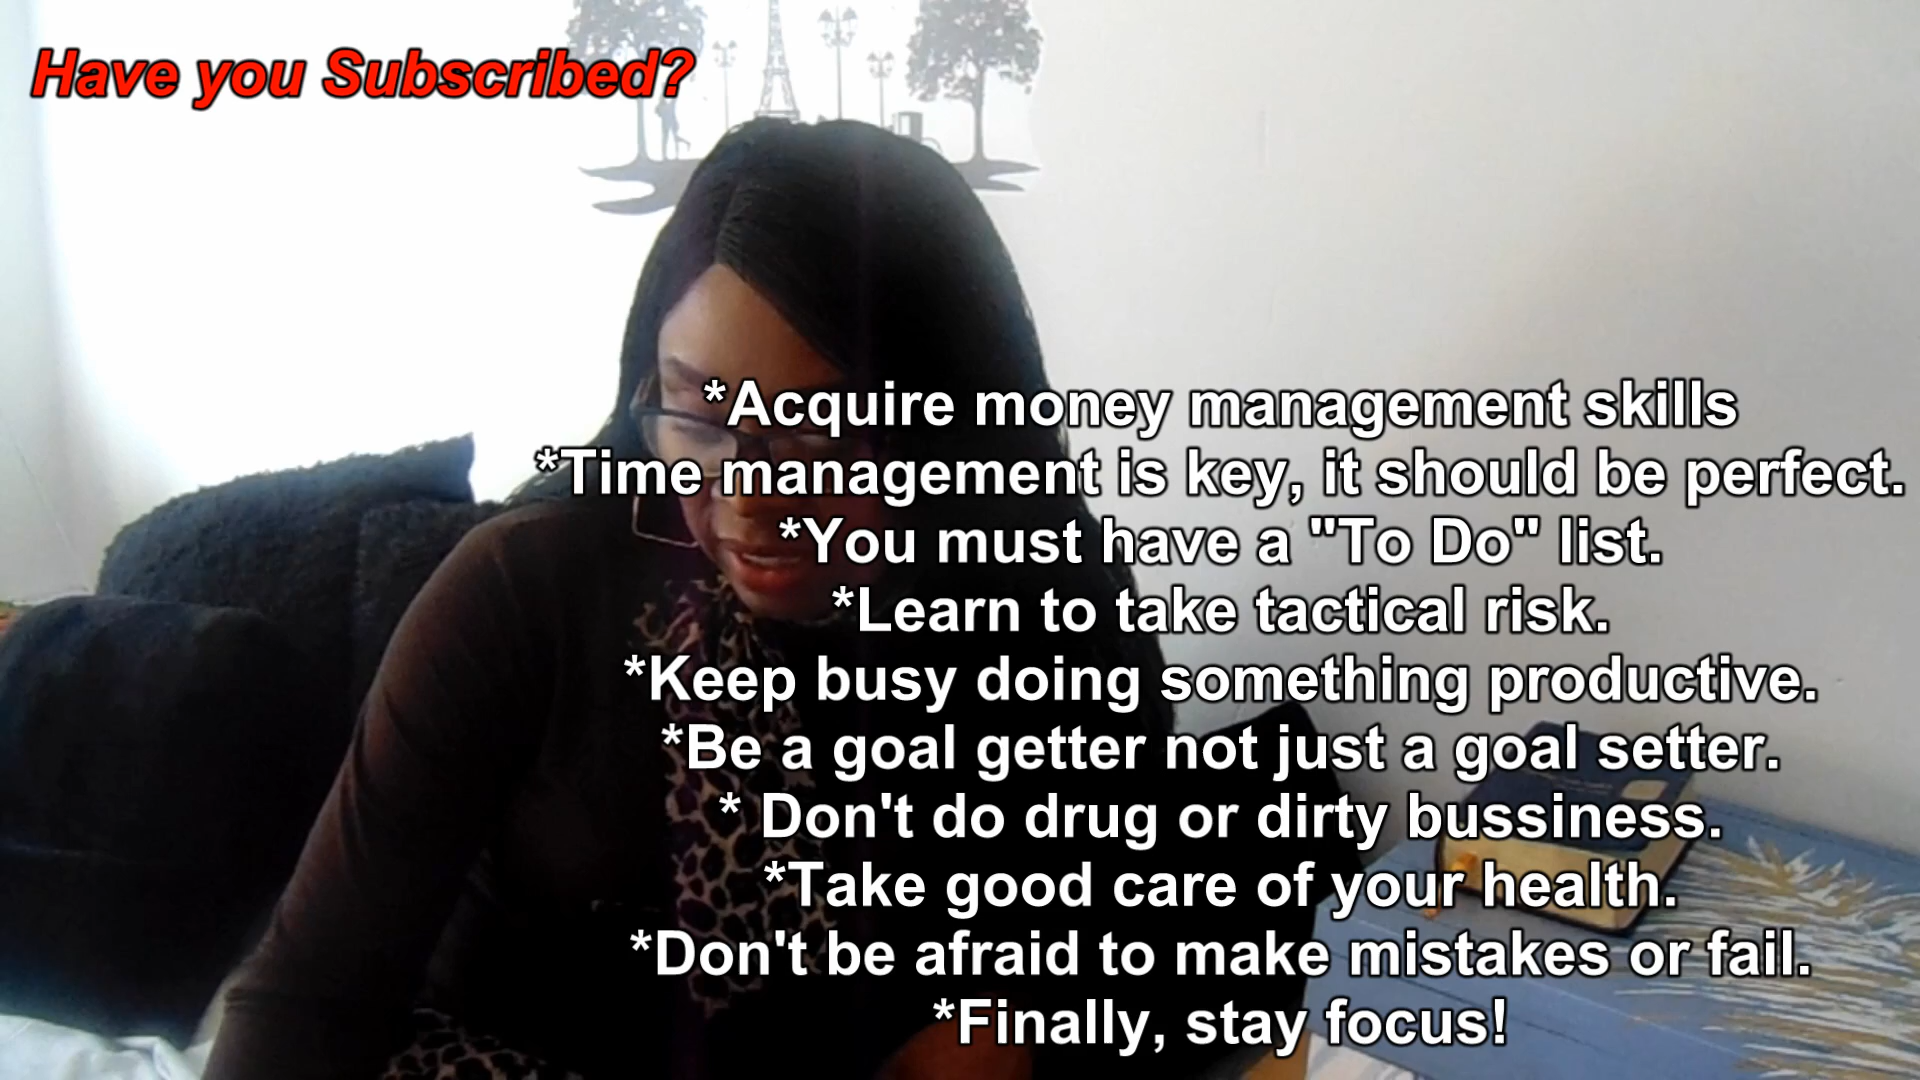 Have you Subscribed?
*Acquire money management skills
*Time management is key, it should be perfect.
*You must have a "To Do" list.
*Learn to take tactical risk.
*Keep busy doing something productive.
*Be a goal getter not just a goal setter.
* Don't do drug or dirty bussiness.
*Take good care of your health.
*Don't be afraid to make mistakes or fail.
*Finally, stay focus!